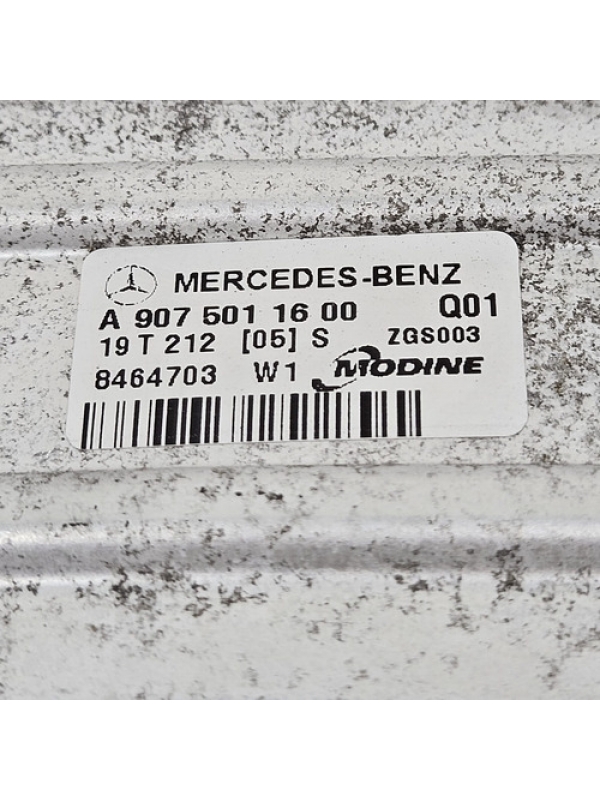 MERCEDES-BENZ
A 907 501 16 00 Q01
19 T 212 [05] S ZGS003
8464703 W1 MODINE